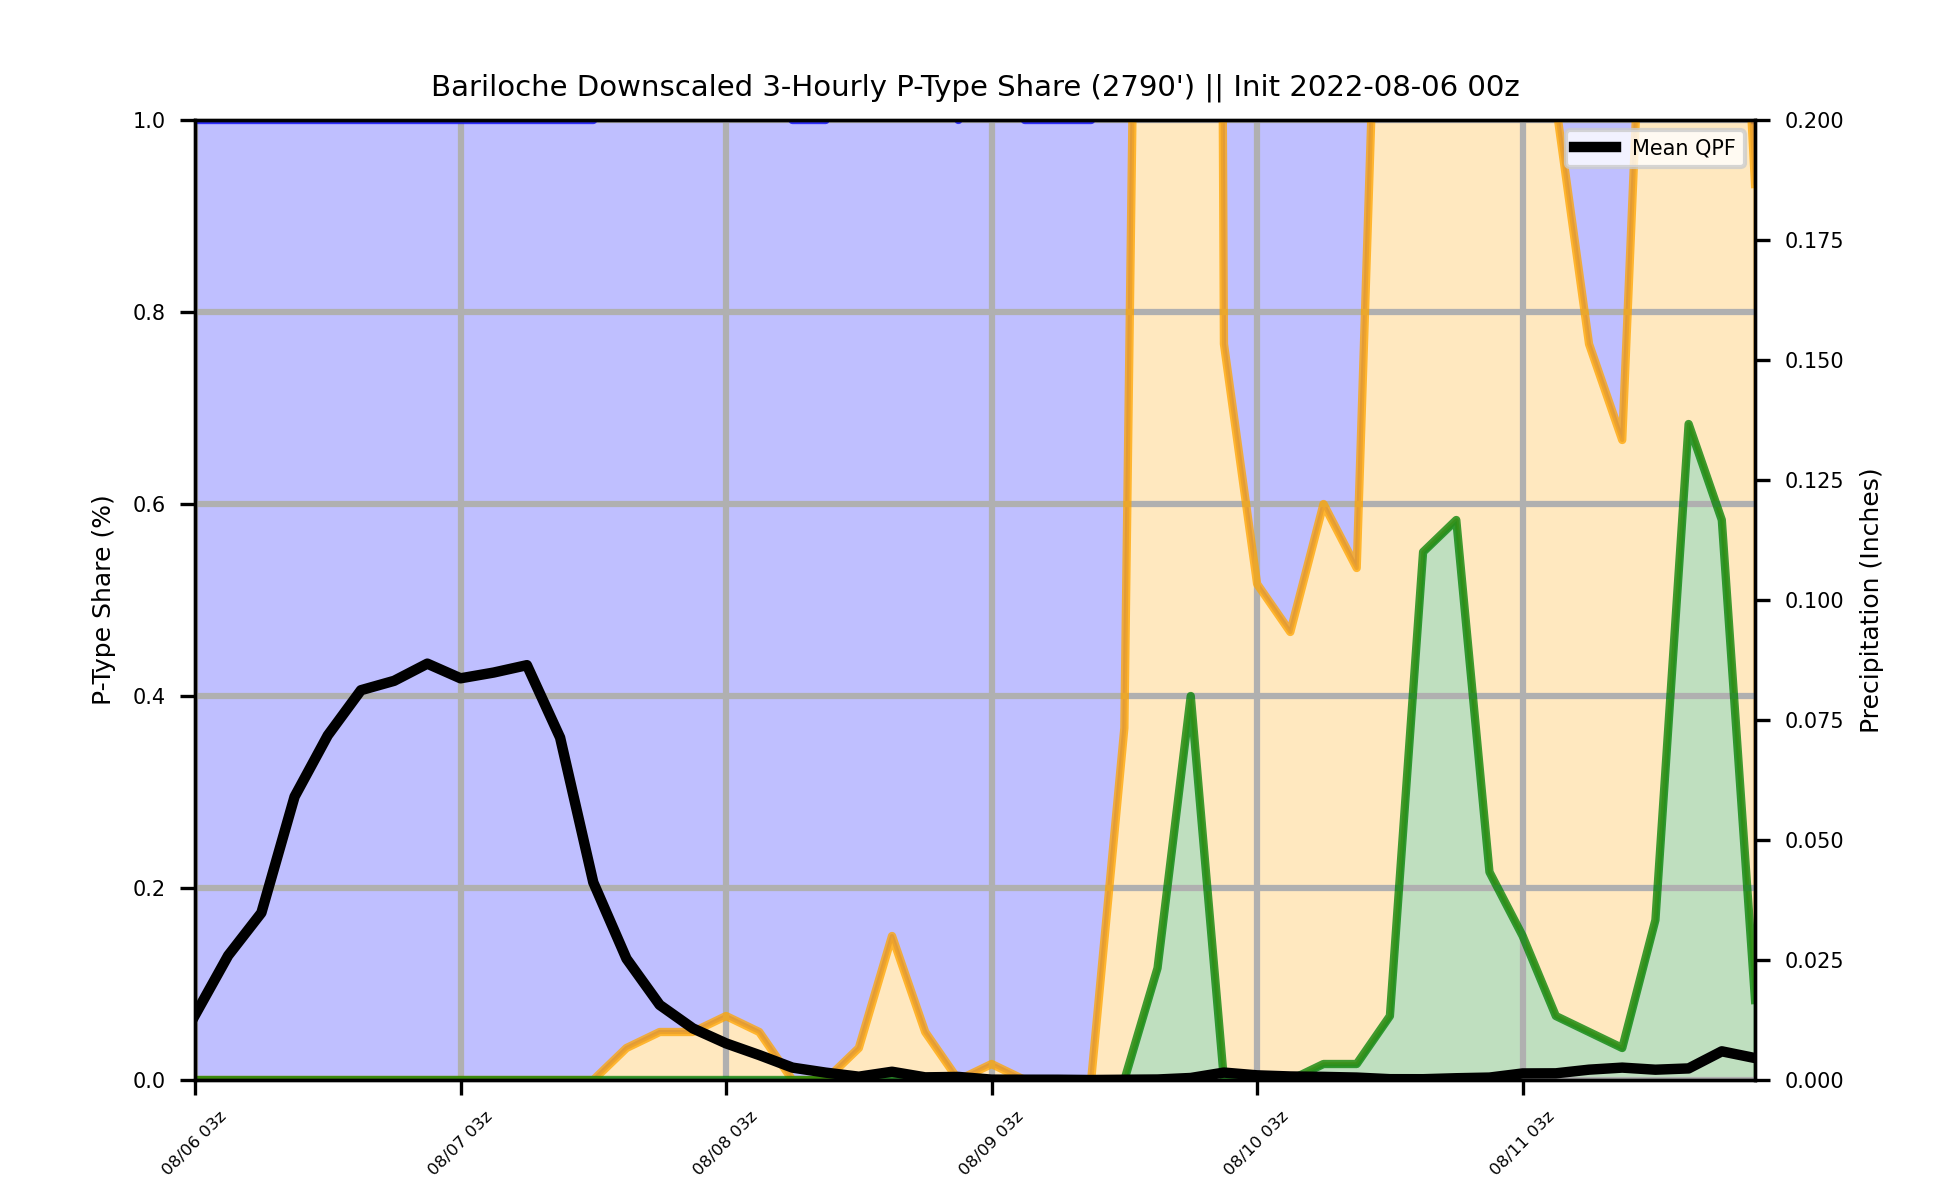 Bariloche Downscaled 3-Hourly P-Type Share (2790') || Init 2022-08-06 00z
Mean QPF
P-Type Share (%)
1.0
0.8
0.6
0.4
0.2
0.0
0.200
0.175
0.150
0.125
0.100
0.075
0.050
0.025
0.000
Precipitation (Inches)
08/06 03z
08/07 03z
08/08 03z
08/09 03z
08/10 03z
08/11 03z